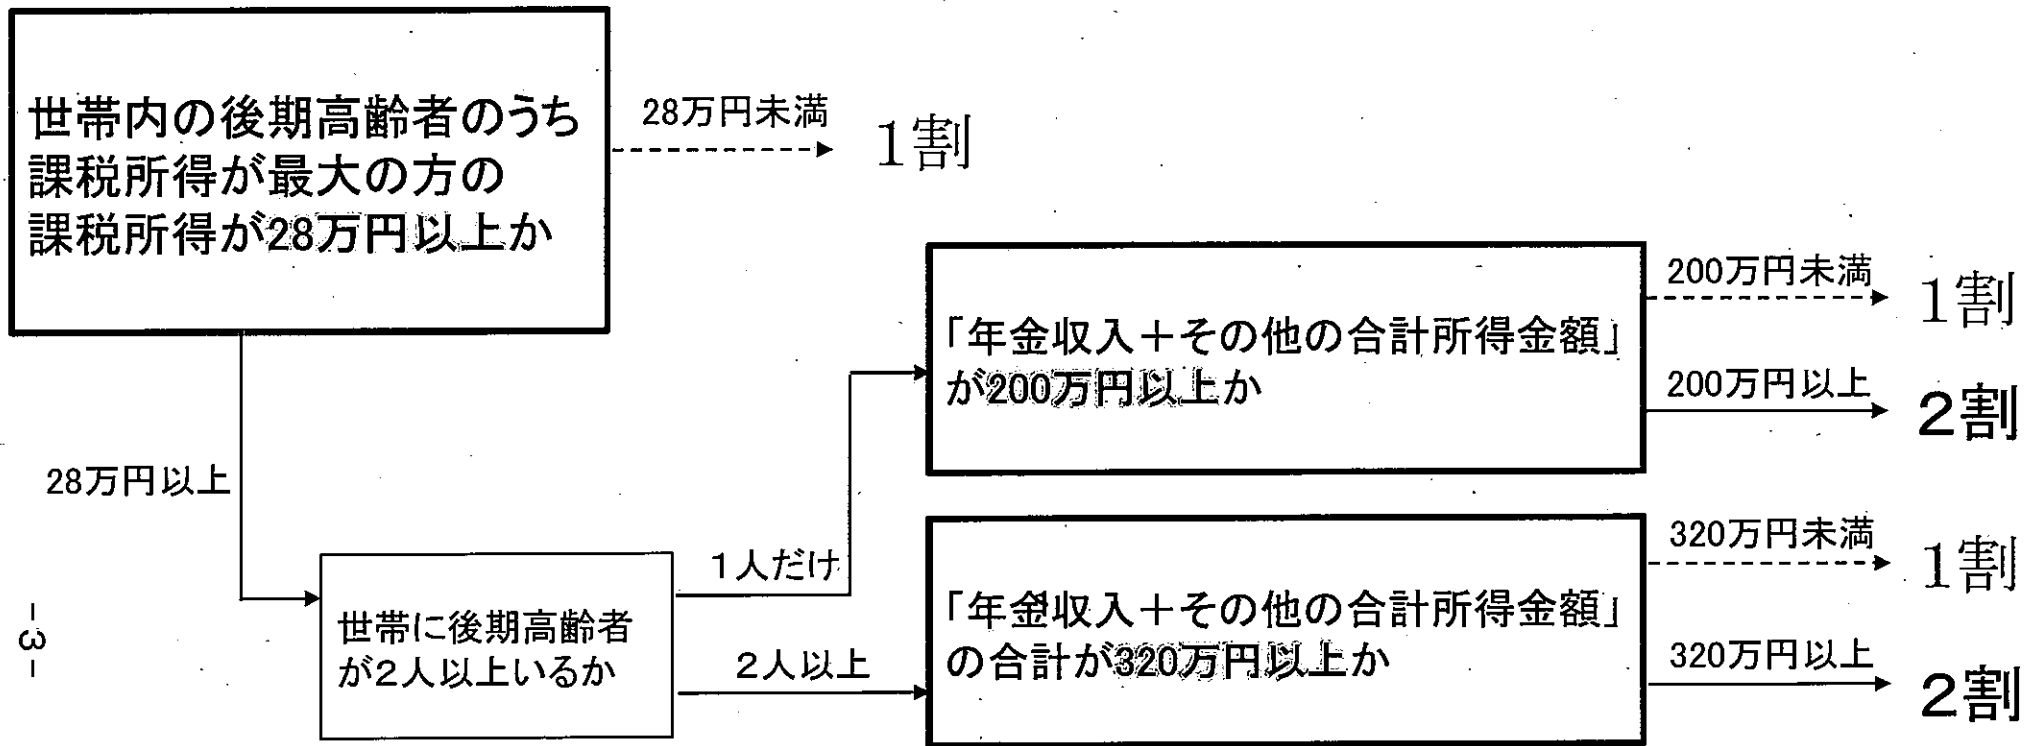 世帯内の後期高齢者のうち
課税所得が最大の方の
課税所得が28万円以上か
28万円未満
1割
28万円以上
世帯に後期高齢者
が2人以上いるか
1人だけ
2人以上
「年金収入＋その他の合計所得金額」
が200万円以上か
200万円未満
1割
200万円以上
2割
「年金収入＋その他の合計所得金額」
の合計が320万円以上か
320万円未満
1割
320万円以上
2割
-3-